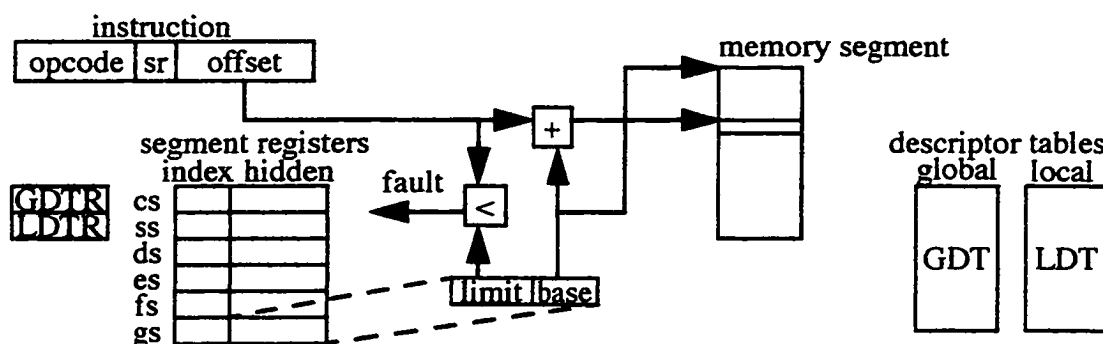 instruction
opcode sr offset
memory segment
+
segment registers
index hidden
descriptor tables
global local
fault
GDTR
LDTR
cs
ss
ds
es
fs
gs
<
limit base
GDT
LDT